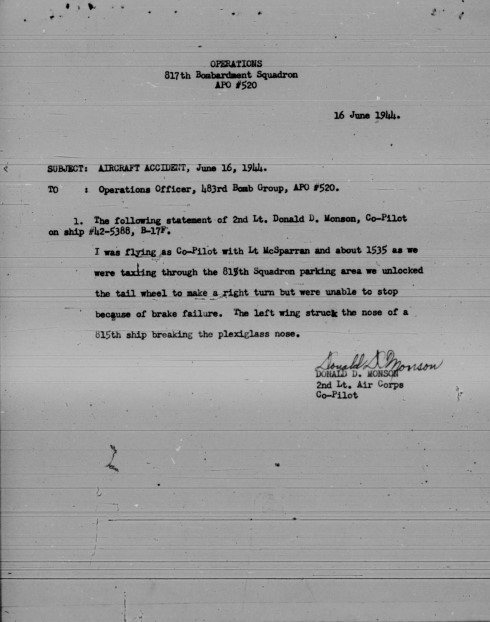 OPERATIONS
817th Bombardment Squadron
APO #520
16 June 1944.
SUBJECT: AIRCRAFT ACCIDENT, June 16, 1944.
TO : Operations Officer, 483rd Bomb Group, APO #520.
1. The following statement of 2nd Lt. Donald D. Monson, Co-Pilot
on ship #42-5388, B-17F.
I was flying as Co-Pilot with Lt McSparran and about 1535 as we
were taxiing through the 815th Squadron parking area we unlocked
the tail wheel to make a right turn but were unable to stop
because of brake failure. The left wing struck the nose of a
815th ship breaking the plexiglass nose.
Donald D. Monson
DONALD D. MONSON
2nd Lt. Air Corps
Co-Pilot